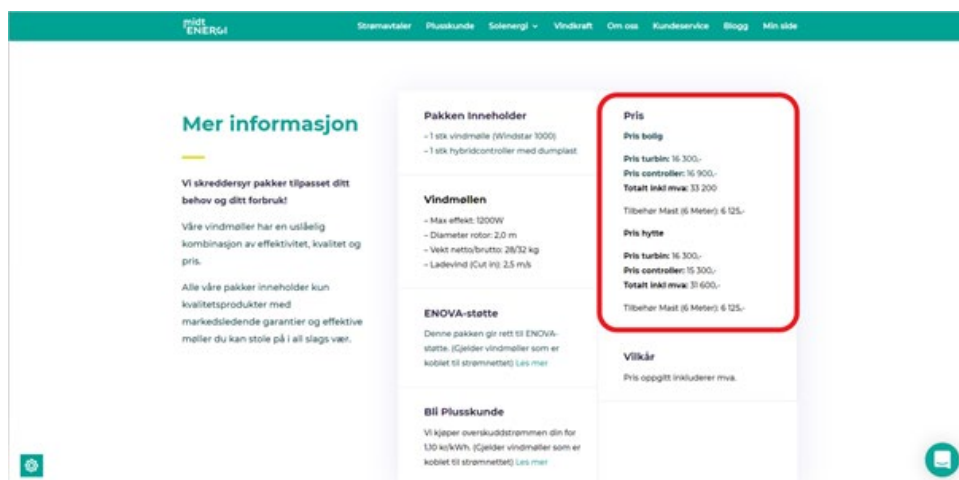 midt
ENERGI
Strømavtaler Plusskunde Solenergi Vindkraft Om oss Kundeservice Blogg Min side
Mer informasjon
Vi skreddersyr pakker tilpasset ditt
behov og ditt forbruk!
Våre vindmøller har en uslåelig
kombinasjon av effektivitet, kvalitet og
pris.
Alle våre pakker inneholder kun
kvalitetsprodukter med
markedsledende garantier og effektive
møller du kan stole på i all slags vær.
Pakken Inneholder
– 1 stk vindmølle (Windstar 1000)
– 1 stk hybridcontroller med dumplast
Vindmøllen
– Max effekt: 1200W
– Diameter rotor: 2,0 m
– Vekt netto/brutto: 28/32 kg
– Ladevind (Cut in): 2,5 m/s
ENOVA-støtte
Denne pakken gir rett til ENOVA-
støtte. (Gjelder vindmøller som er
koblet til strømnettet) Les mer
Bli Plusskunde
Vi kjøper overskuddstrømmen din for
1,10 kr/kWh. (Gjelder vindmøller som er
koblet til strømnettet) Les mer
Pris
Pris bolig
Pris turbin: 16 300,-
Pris controller: 16 900,-
Totalt inkl mva: 33 200
Tilbehør Mast (6 Meter): 6 125,-
Pris hytte
Pris turbin: 16 300,-
Pris controller: 15 300,-
Totalt inkl mva: 31 600,-
Tilbehør Mast (6 Meter): 6 125,-
Vilkår
Pris oppgitt inkluderer mva.